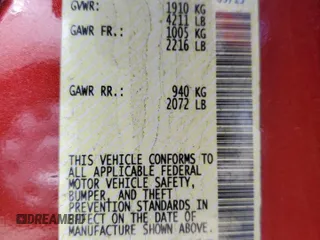 GVWR: 1910 KG
4211 LB
GAWR FR.: 1005 KG
2216 LB
GAWR RR.: 940 KG
2072 LB
THIS VEHICLE CONFORMS TO
ALL APPLICABLE FEDERAL
MOTOR VEHICLE SAFETY,
BUMPER, AND THEFT
PREVENTION STANDARDS IN
EFFECT ON THE DATE OF
MANUFACTURE SHOWN ABOVE.
DREAMBID